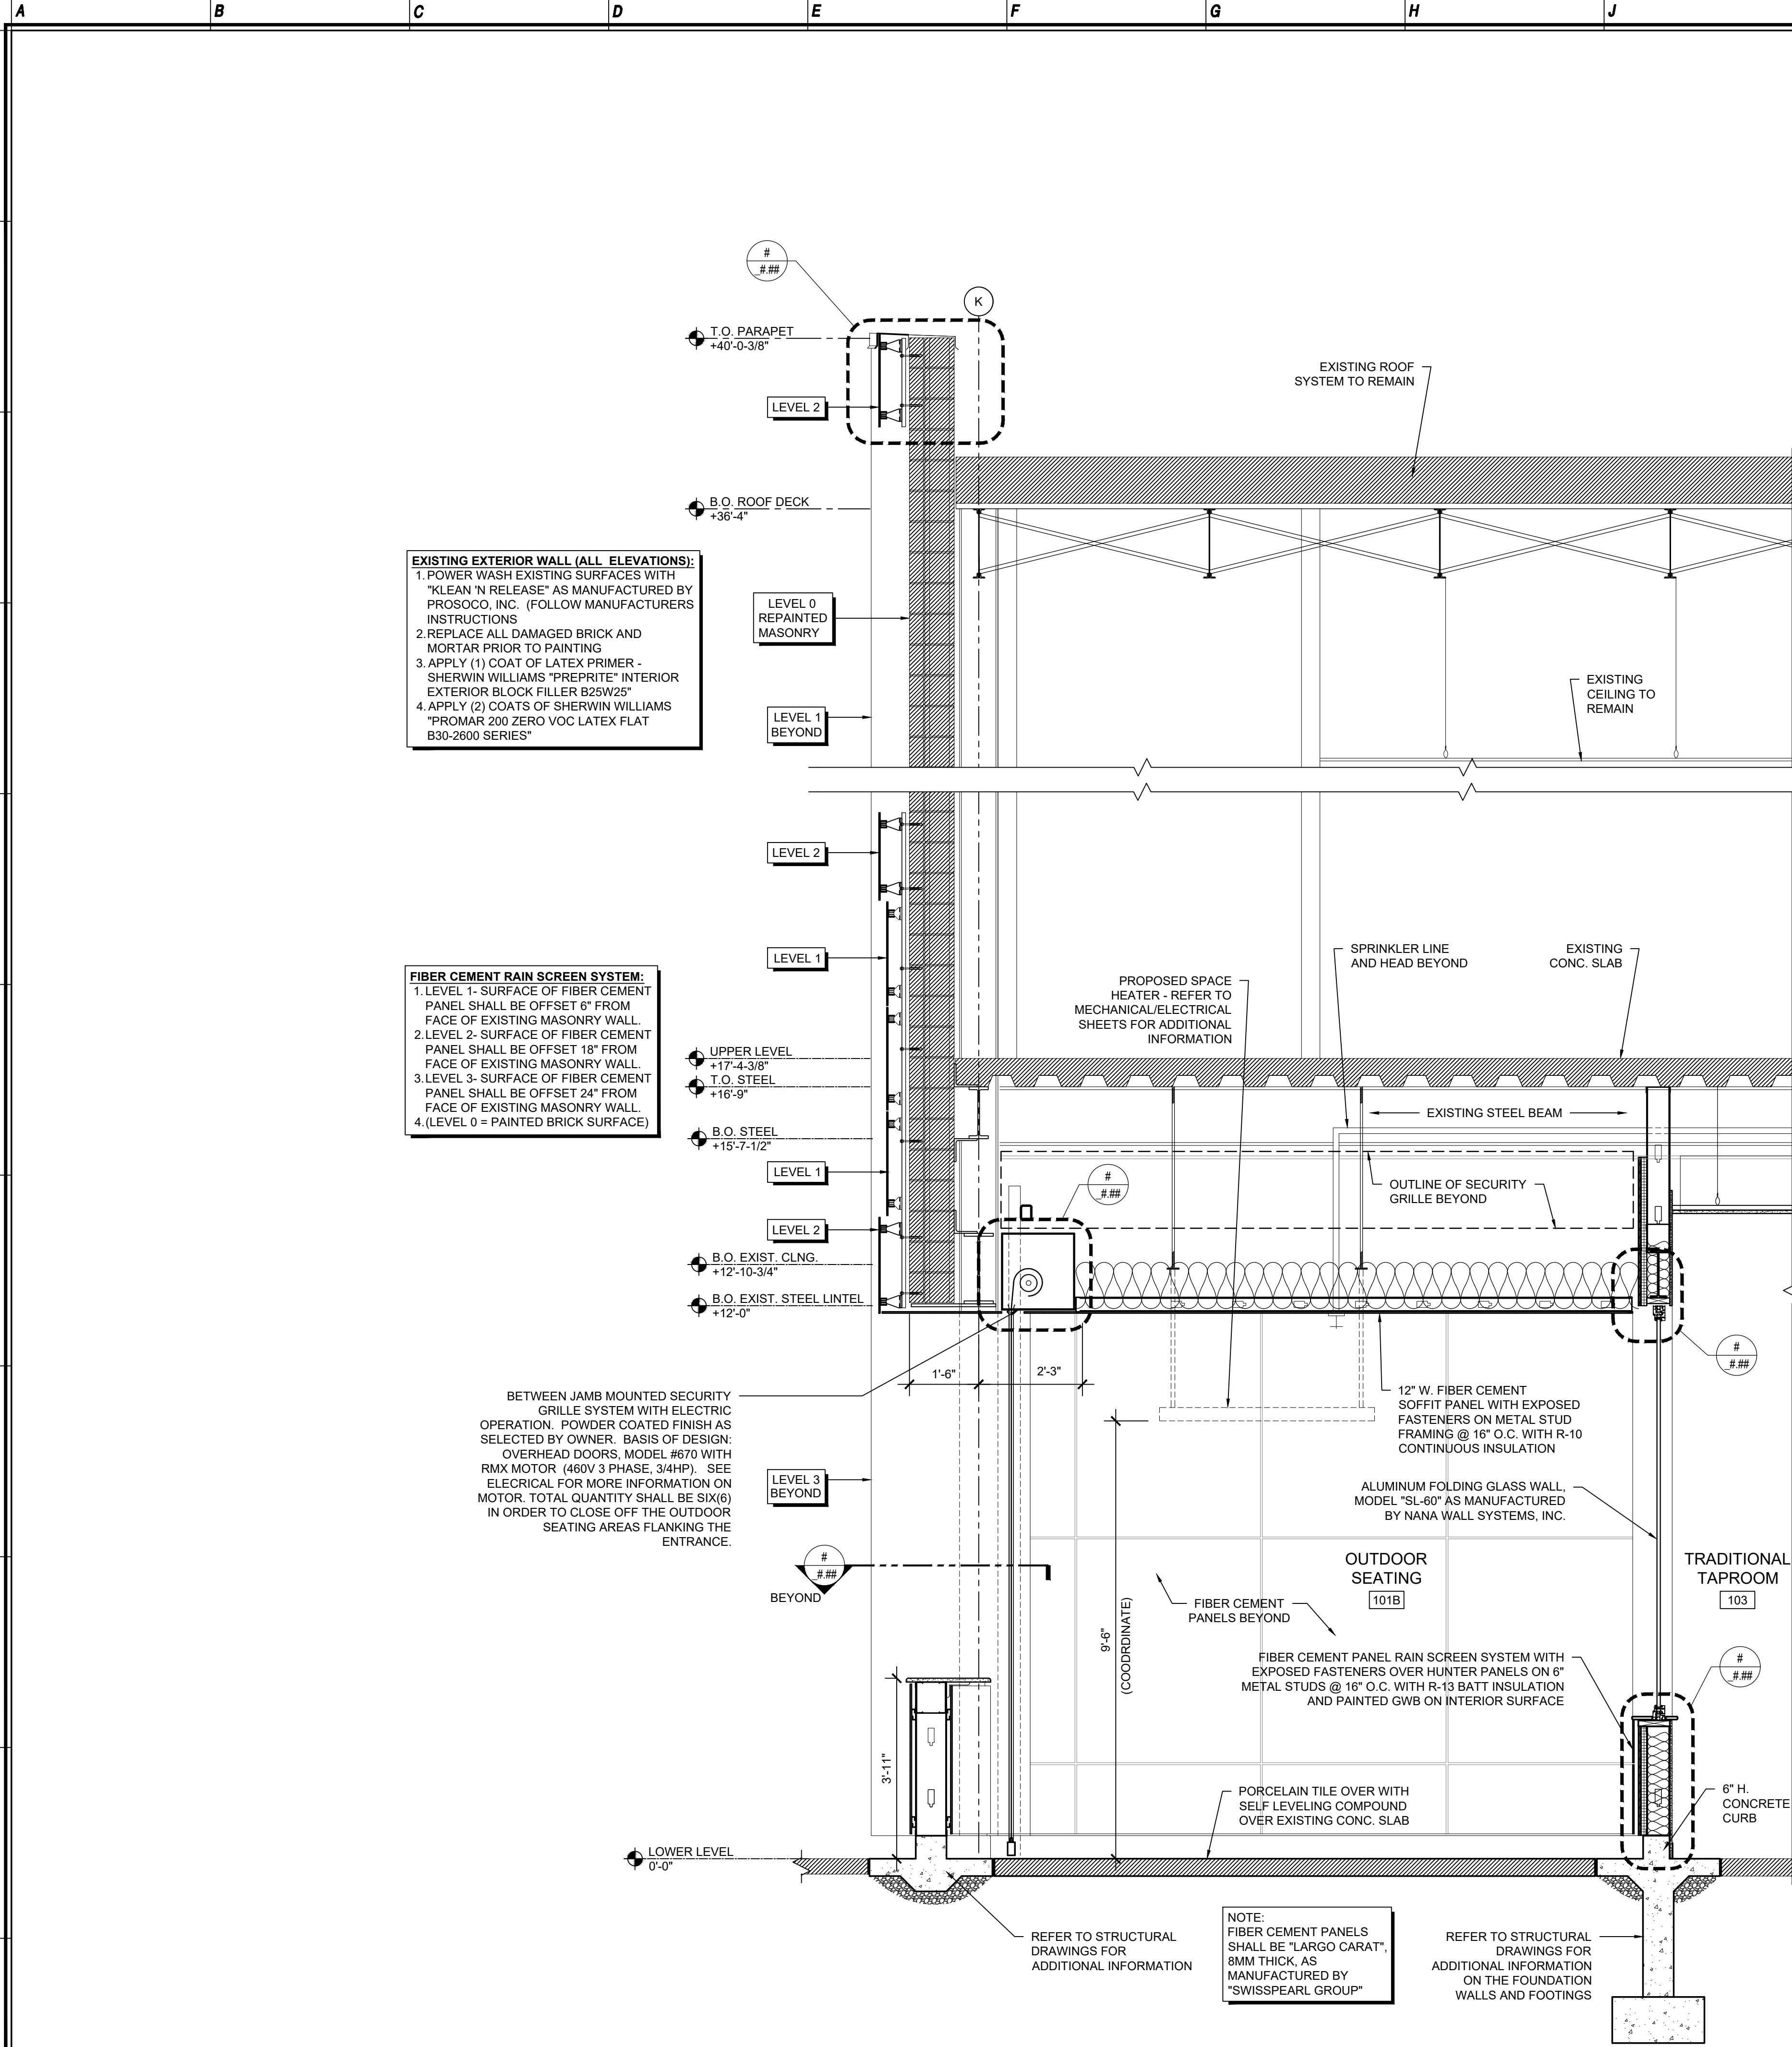 A
B
C
D
E
F
G
H
J
#
_#.##
K
T.O. PARAPET
+40'-0-3/8"
LEVEL 2
EXISTING ROOF
SYSTEM TO REMAIN
B.O. ROOF DECK
+36'-4"
EXISTING EXTERIOR WALL (ALL ELEVATIONS):
1. POWER WASH EXISTING SURFACES WITH
"KLEAN 'N RELEASE" AS MANUFACTURED BY
PROSOCO, INC. (FOLLOW MANUFACTURERS
INSTRUCTIONS
2. REPLACE ALL DAMAGED BRICK AND
MORTAR PRIOR TO PAINTING
3. APPLY (1) COAT OF LATEX PRIMER -
SHERWIN WILLIAMS "PREPRITE" INTERIOR
EXTERIOR BLOCK FILLER B25W25"
4. APPLY (2) COATS OF SHERWIN WILLIAMS
"PROMAR 200 ZERO VOC LATEX FLAT
B30-2600 SERIES"
LEVEL 0
REPAINTED
MASONRY
LEVEL 1
BEYOND
EXISTING
CEILING TO
REMAIN
LEVEL 2
LEVEL 1
SPRINKLER LINE
AND HEAD BEYOND
EXISTING
CONC. SLAB
PROPOSED SPACE
HEATER - REFER TO
MECHANICAL/ELECTRICAL
SHEETS FOR ADDITIONAL
INFORMATION
FIBER CEMENT RAIN SCREEN SYSTEM:
1. LEVEL 1- SURFACE OF FIBER CEMENT
PANEL SHALL BE OFFSET 6" FROM
FACE OF EXISTING MASONRY WALL.
2. LEVEL 2- SURFACE OF FIBER CEMENT
PANEL SHALL BE OFFSET 18" FROM
FACE OF EXISTING MASONRY WALL.
3. LEVEL 3- SURFACE OF FIBER CEMENT
PANEL SHALL BE OFFSET 24" FROM
FACE OF EXISTING MASONRY WALL.
4. (LEVEL 0 = PAINTED BRICK SURFACE)
UPPER LEVEL
+17'-4-3/8"
T.O. STEEL
+16'-9"
B.O. STEEL
+15'-7-1/2"
EXISTING STEEL BEAM
LEVEL 1
#
_#.##
OUTLINE OF SECURITY
GRILLE BEYOND
LEVEL 2
B.O. EXIST. CLNG.
+12'-10-3/4"
B.O. EXIST. STEEL LINTEL
+12'-0"
#
_#.##
1'-6"
2'-3"
BETWEEN JAMB MOUNTED SECURITY
GRILLE SYSTEM WITH ELECTRIC
OPERATION. POWDER COATED FINISH AS
SELECTED BY OWNER. BASIS OF DESIGN:
OVERHEAD DOORS, MODEL #670 WITH
RMX MOTOR (460V 3 PHASE, 3/4HP). SEE
ELECRICAL FOR MORE INFORMATION ON
MOTOR. TOTAL QUANTITY SHALL BE SIX(6)
IN ORDER TO CLOSE OFF THE OUTDOOR
SEATING AREAS FLANKING THE
ENTRANCE.
12" W. FIBER CEMENT
SOFFIT PANEL WITH EXPOSED
FASTENERS ON METAL STUD
FRAMING @ 16" O.C. WITH R-10
CONTINUOUS INSULATION
LEVEL 3
BEYOND
ALUMINUM FOLDING GLASS WALL,
MODEL "SL-60" AS MANUFACTURED
BY NANA WALL SYSTEMS, INC.
#
_#.##
BEYOND
OUTDOOR
SEATING
101B
TRADITIONAL
TAPROOM
103
FIBER CEMENT
PANELS BEYOND
9'-6"
(COODRDINATE)
FIBER CEMENT PANEL RAIN SCREEN SYSTEM WITH
EXPOSED FASTENERS OVER HUNTER PANELS ON 6"
METAL STUDS @ 16" O.C. WITH R-13 BATT INSULATION
AND PAINTED GWB ON INTERIOR SURFACE
#
_#.##
3'-11"
PORCELAIN TILE OVER WITH
SELF LEVELING COMPOUND
OVER EXISTING CONC. SLAB
6" H.
CONCRETE
CURB
LOWER LEVEL
0'-0"
REFER TO STRUCTURAL
DRAWINGS FOR
ADDITIONAL INFORMATION
NOTE:
FIBER CEMENT PANELS
SHALL BE "LARGO CARAT",
8MM THICK, AS
MANUFACTURED BY
"SWISSPEARL GROUP"
REFER TO STRUCTURAL
DRAWINGS FOR
ADDITIONAL INFORMATION
ON THE FOUNDATION
WALLS AND FOOTINGS